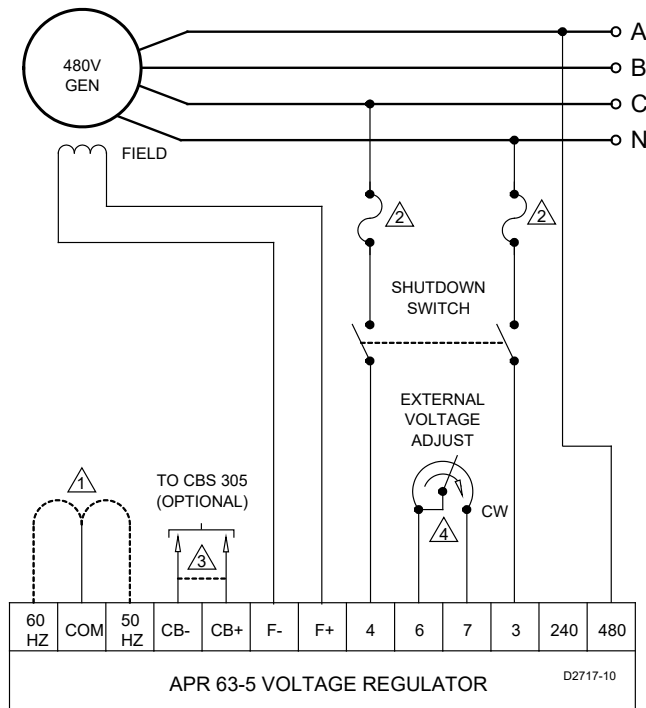 A
480V
GEN
B
C
N
FIELD
2
2
SHUTDOWN
SWITCH
EXTERNAL
VOLTAGE
ADJUST
1
TO CBS 305
(OPTIONAL)
CW
3
4
60
HZ
COM
50
HZ
CB-
CB+
F-
F+
4
6
7
3
240
480
APR 63-5 VOLTAGE REGULATOR
D2717-10